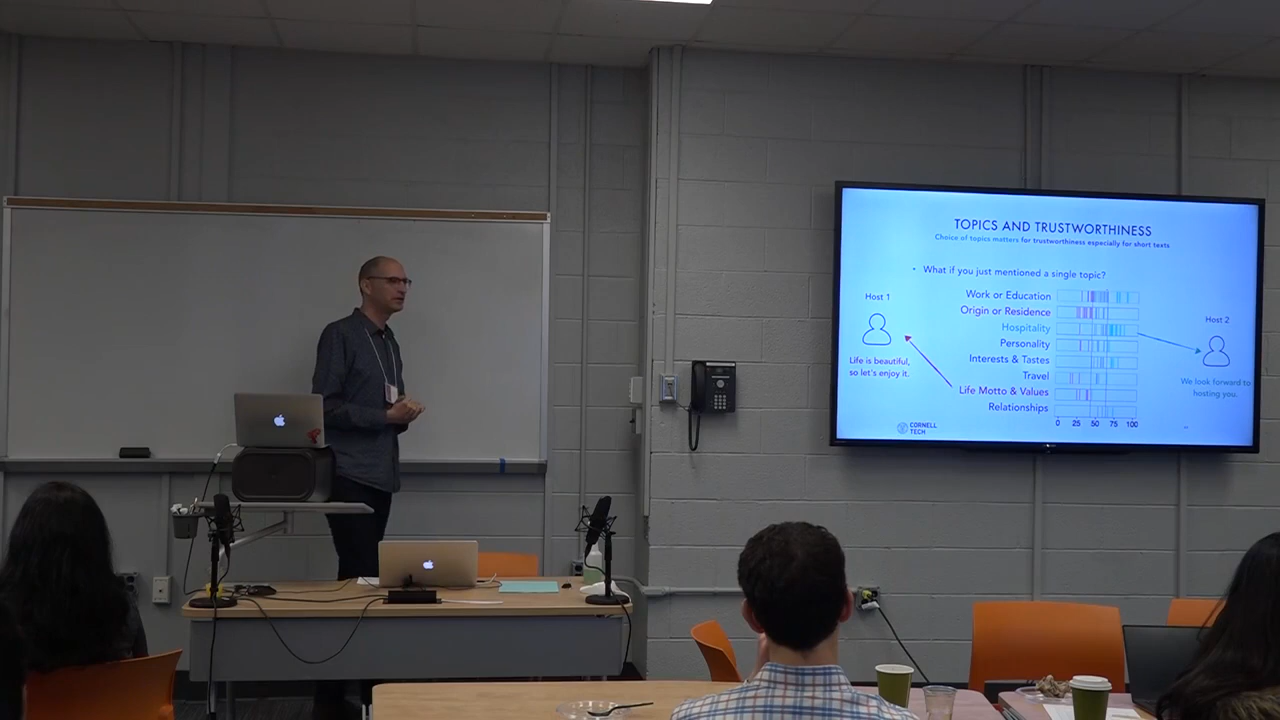 TOPICS AND TRUSTWORTHINESS
Choice of topics matters for trustworthiness especially for short texts
• What if you just mentioned a single topic?
Host 1
Life is beautiful,
so let's enjoy it.
Work or Education
Origin or Residence
Hospitality
Personality
Interests & Tastes
Travel
Life Motto & Values
Relationships
0 25 50 75 100
Host 2
We look forward to
hosting you.
CORNELL
TECH